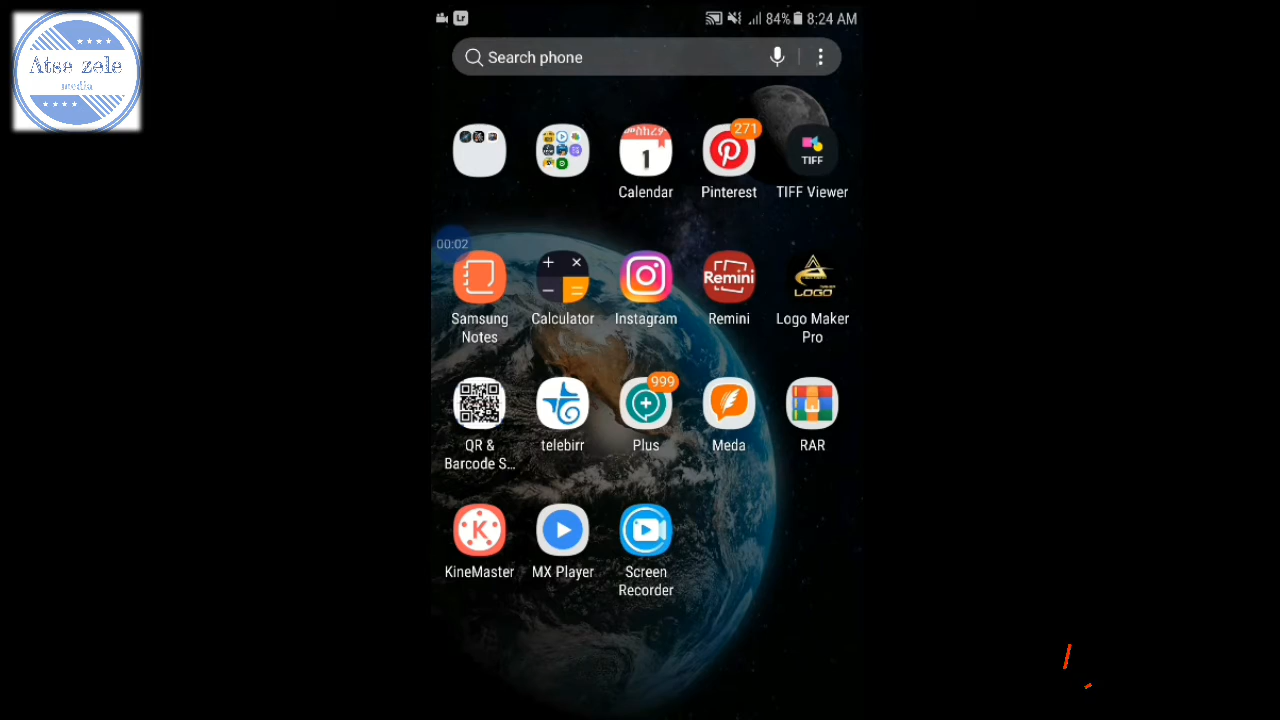 Atse zele
media
Lr
84% 8:24 AM
Search phone
መስከረም
1
271
TIFF
Calendar
Pinterest
TIFF Viewer
00:02
Remini
LOGO
Samsung
Notes
Calculator
Instagram
Remini
Logo Maker
Pro
999
QR &
Barcode S...
telebirr
Plus
Meda
RAR
K
KineMaster
MX Player
Screen
Recorder